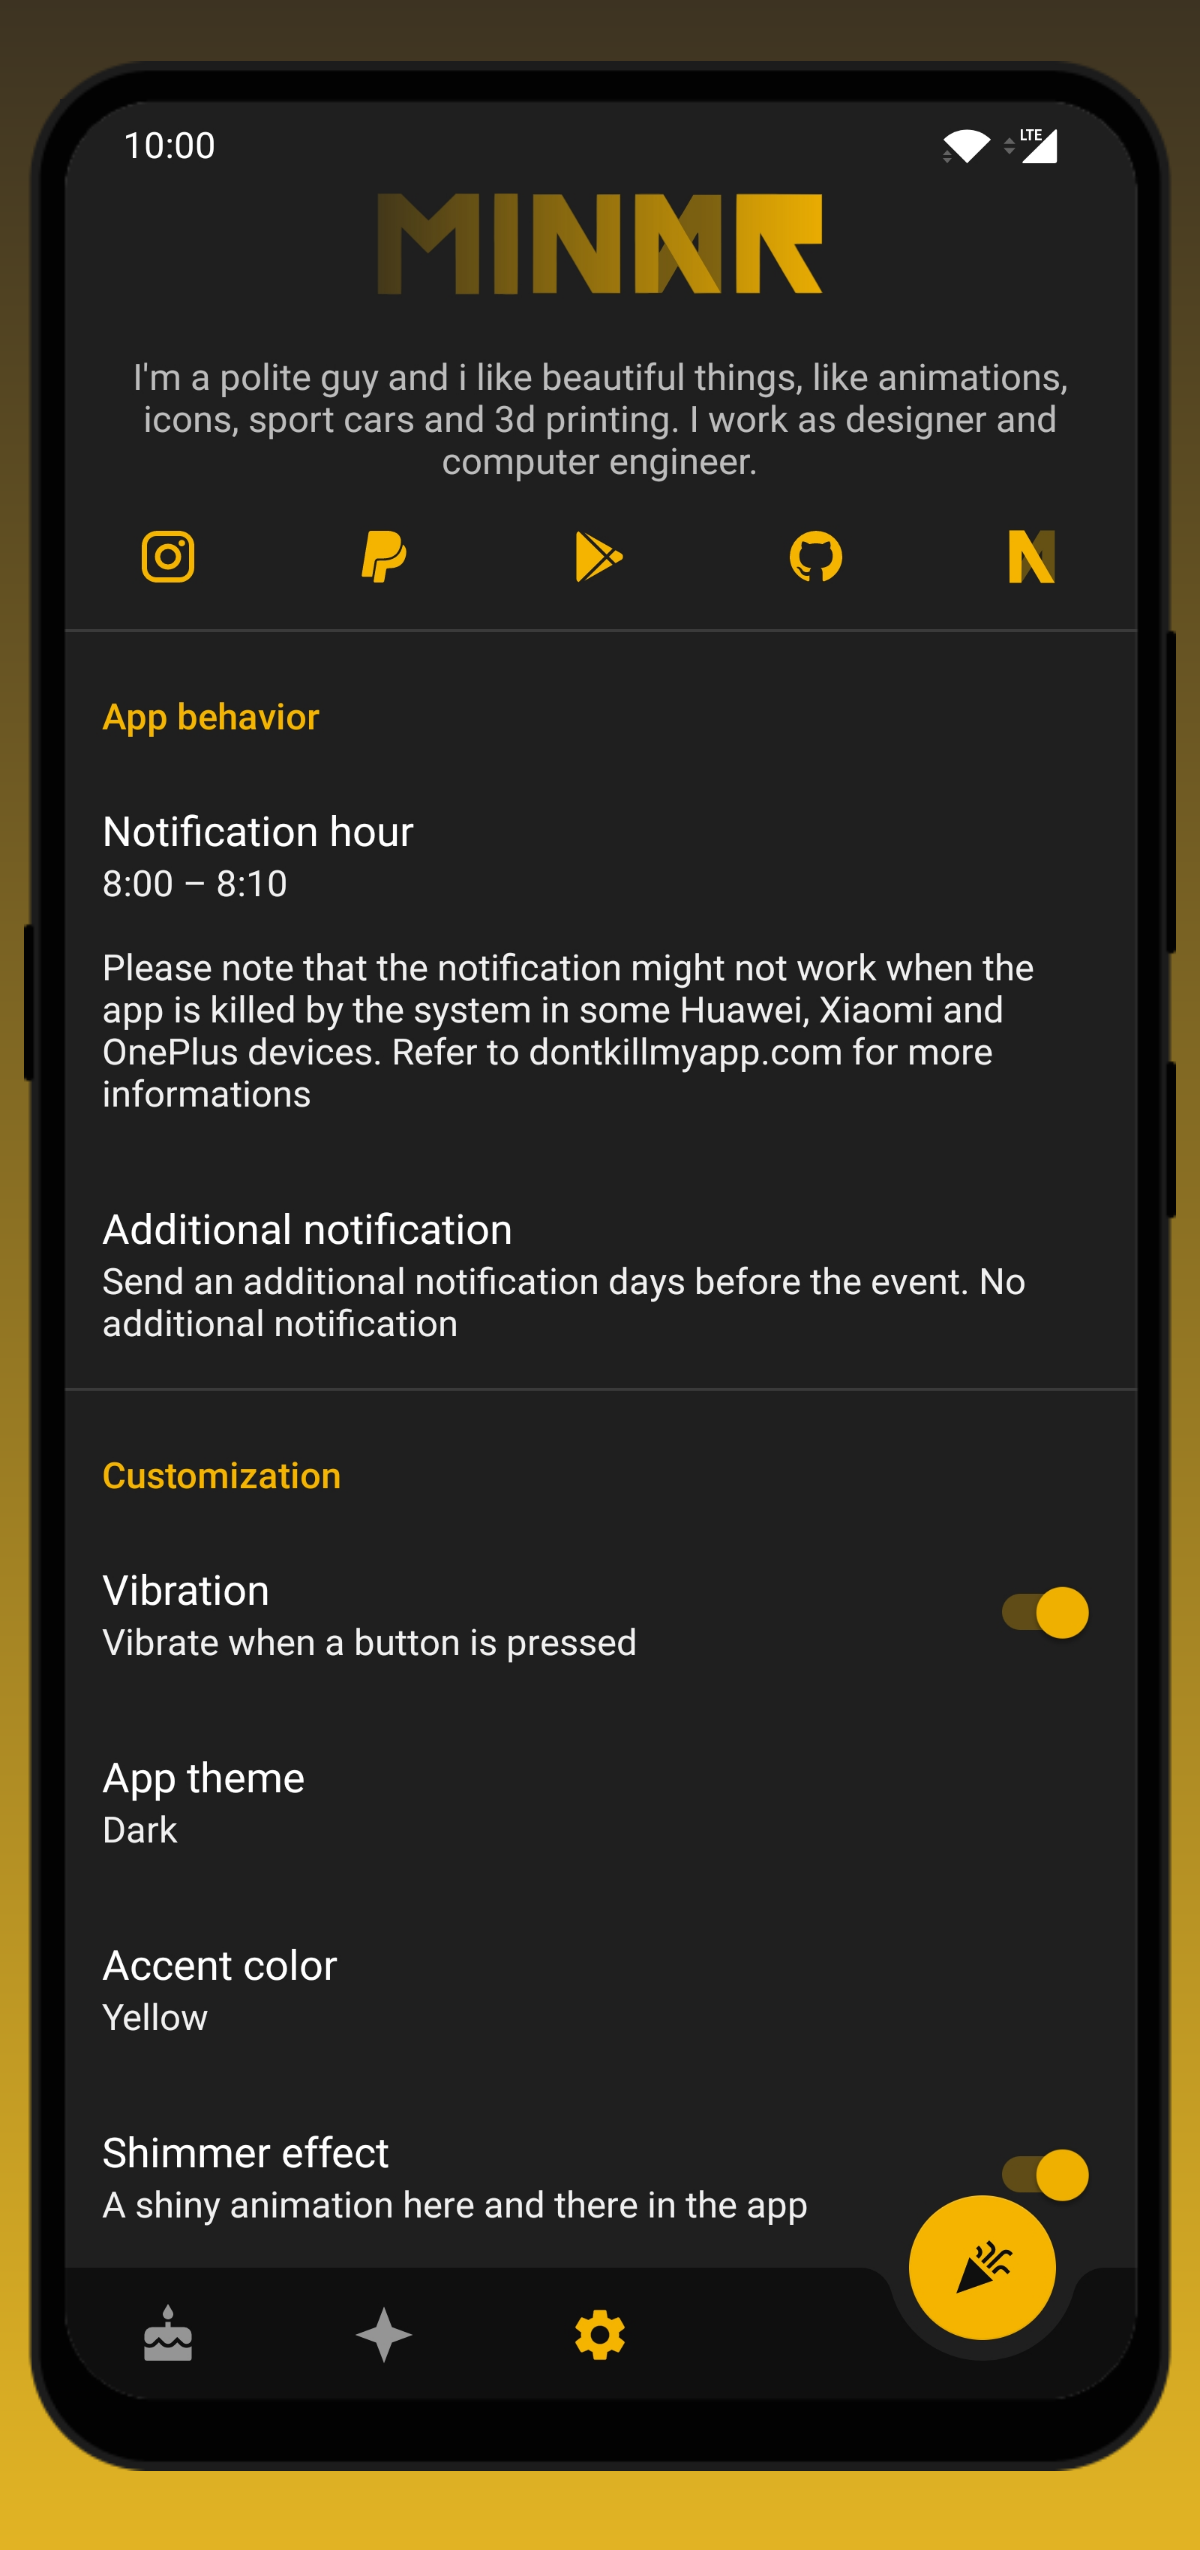 10:00
LTE
MINAR
I'm a polite guy and i like beautiful things, like animations,
icons, sport cars and 3d printing. I work as designer and
computer engineer.
App behavior
Notification hour
8:00 – 8:10
Please note that the notification might not work when the
app is killed by the system in some Huawei, Xiaomi and
OnePlus devices. Refer to dontkillmyapp.com for more
informations
Additional notification
Send an additional notification days before the event. No
additional notification
Customization
Vibration
Vibrate when a button is pressed
App theme
Dark
Accent color
Yellow
Shimmer effect
A shiny animation here and there in the app